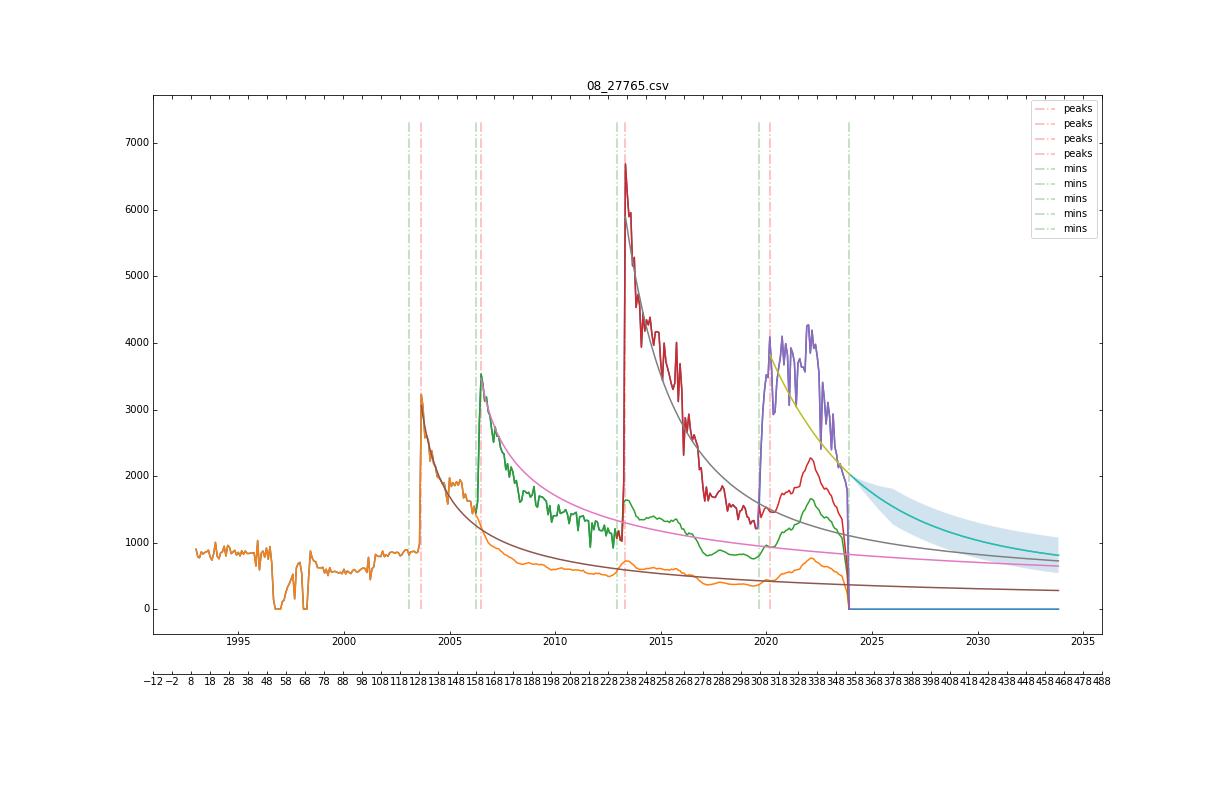 08_27765.csv
7000
6000
5000
4000
3000
2000
1000
0
peaks
peaks
peaks
peaks
mins
mins
mins
mins
mins
1995 2000 2005 2010 2015 2020 2025 2030 2035
−12 −2 8 18 28 38 48 58 68 78 88 98 108 118 128 138 148 158 168 178 188 198 208 218 228 238 248 258 268 278 288 298 308 318 328 338 348 358 368 378 388 398 408 418 428 438 448 458 468 478 488